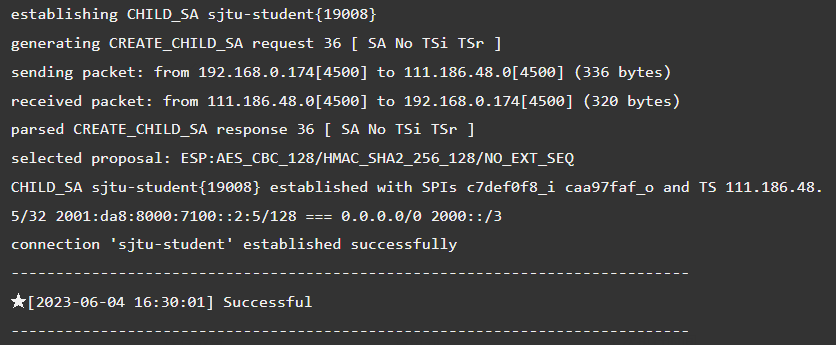 establishing CHILD_SA sjtu-student{19008}
generating CREATE_CHILD_SA request 36 [ SA No TSi TSr ]
sending packet: from 192.168.0.174[4500] to 111.186.48.0[4500] (336 bytes)
received packet: from 111.186.48.0[4500] to 192.168.0.174[4500] (320 bytes)
parsed CREATE_CHILD_SA response 36 [ SA No TSi TSr ]
selected proposal: ESP:AES_CBC_128/HMAC_SHA2_256_128/NO_EXT_SEQ
CHILD_SA sjtu-student{19008} established with SPIs c7def0f8_i caa97faf_o and TS 111.186.48.
5/32 2001:da8:8000:7100::2:5/128 === 0.0.0.0/0 2000::/3
connection 'sjtu-student' established successfully
---------------------------------------------------------------------------
★[2023-06-04 16:30:01] Successful
---------------------------------------------------------------------------